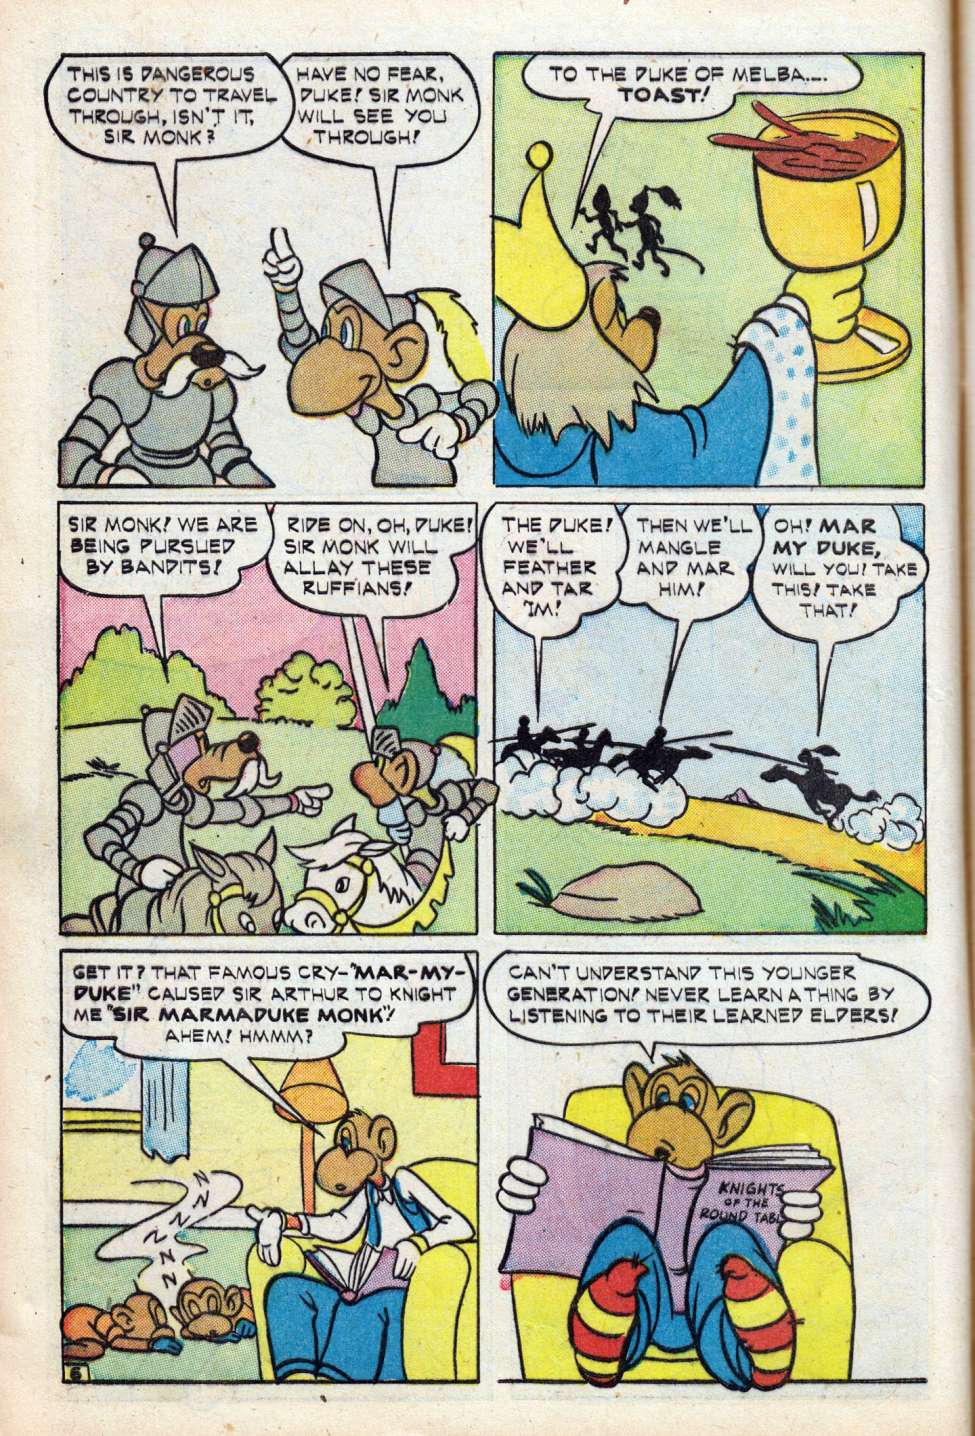 THIS IS DANGEROUS
COUNTRY TO TRAVEL
THROUGH, ISN'T IT,
SIR MONK?
HAVE NO FEAR,
DUKE! SIR MONK
WILL SEE YOU
THROUGH!
TO THE DUKE OF MELBA....
TOAST!
SIR MONK! WE ARE
BEING PURSUED
BY BANDITS!
RIDE ON, OH, DUKE!
SIR MONK WILL
ALLAY THESE
RUFFIANS!
THE DUKE!
WE'LL
FEATHER
AND TAR
'IM!
THEN WE'LL
MANGLE
AND MAR
HIM!
OH! MAR
MY DUKE,
WILL YOU! TAKE
THIS! TAKE
THAT!
GET IT? THAT FAMOUS CRY-"MAR-MY-
DUKE" CAUSED SIR ARTHUR TO KNIGHT
ME "SIR MARMADUKE MONK"!
AHEM! HMMM?
N
N
N
N
N
N
N
6
CAN'T UNDERSTAND THIS YOUNGER
GENERATION! NEVER LEARN A THING BY
LISTENING TO THEIR LEARNED ELDERS!
KNIGHTS
OF THE
ROUND TABL